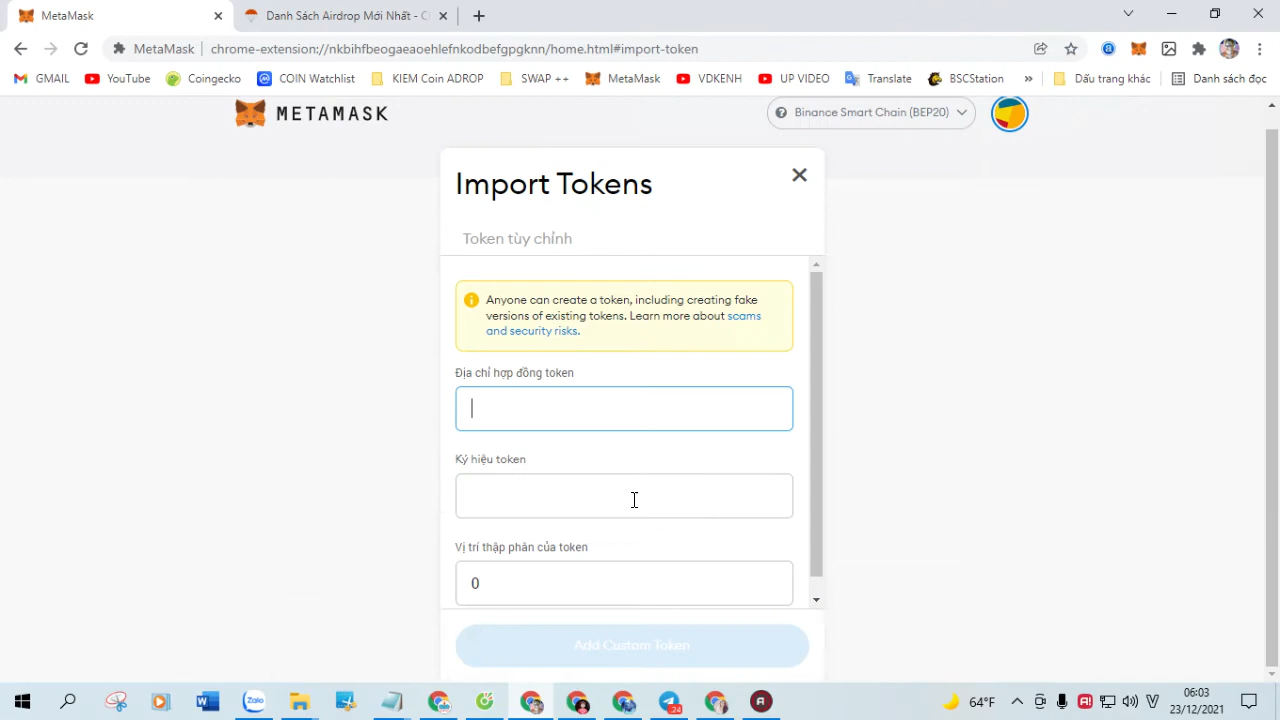 MetaMask
Danh Sách Airdrop Mới Nhất - C
MetaMask
chrome-extension://nkbihfbeogaeaoehlefnkodbefgpgknn/home.html#import-token
GMAIL
YouTube
Coingecko
COIN Watchlist
KIEM Coin ADROP
SWAP ++
MetaMask
VDKENH
UP VIDEO
Translate
BSCStation
»
Dấu trang khác
Danh sách đọc
METAMASK
Binance Smart Chain (BEP20)
Import Tokens
Token tùy chỉnh
Anyone can create a token, including creating fake
versions of existing tokens. Learn more about scams
and security risks.
Địa chỉ hợp đồng token
Ký hiệu token
Vị trí thập phân của token
0
Add Custom Token
Zalo
24
64°F
06:03
23/12/2021